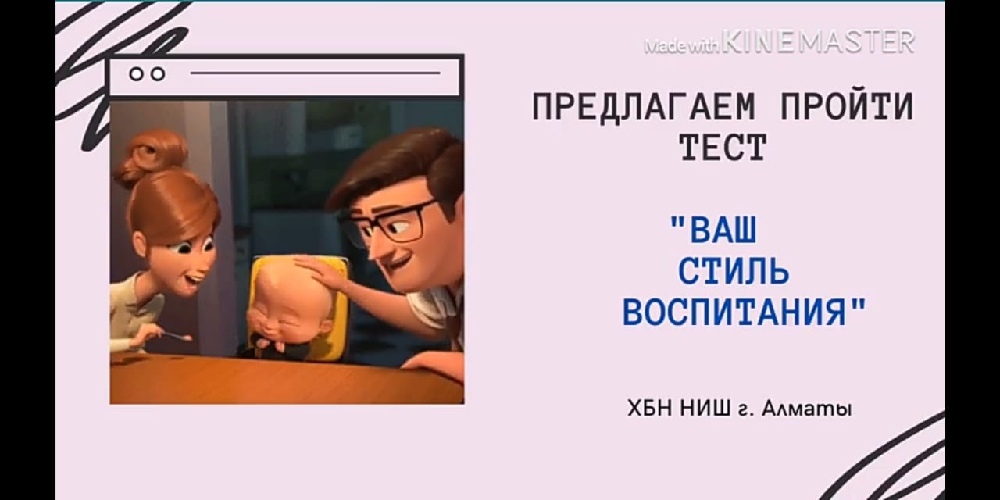 Made with KINEMASTER
ПРЕДЛАГАЕМ ПРОЙТИ
ТЕСТ
"ВАШ
СТИЛЬ
ВОСПИТАНИЯ"
ХБН НИШ г. Алматы